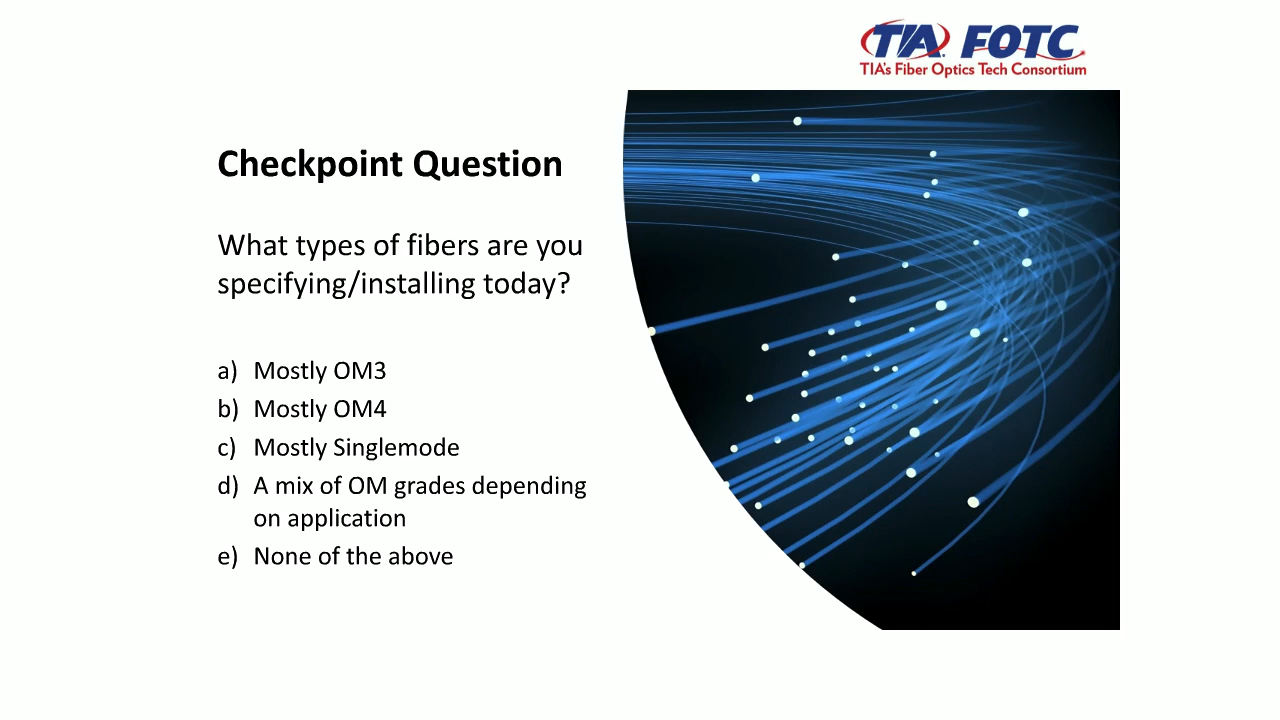 TIA FOTC
TIA's Fiber Optics Tech Consortium
Checkpoint Question
What types of fibers are you
specifying/installing today?
a) Mostly OM3
b) Mostly OM4
c) Mostly Singlemode
d) A mix of OM grades depending
on application
e) None of the above